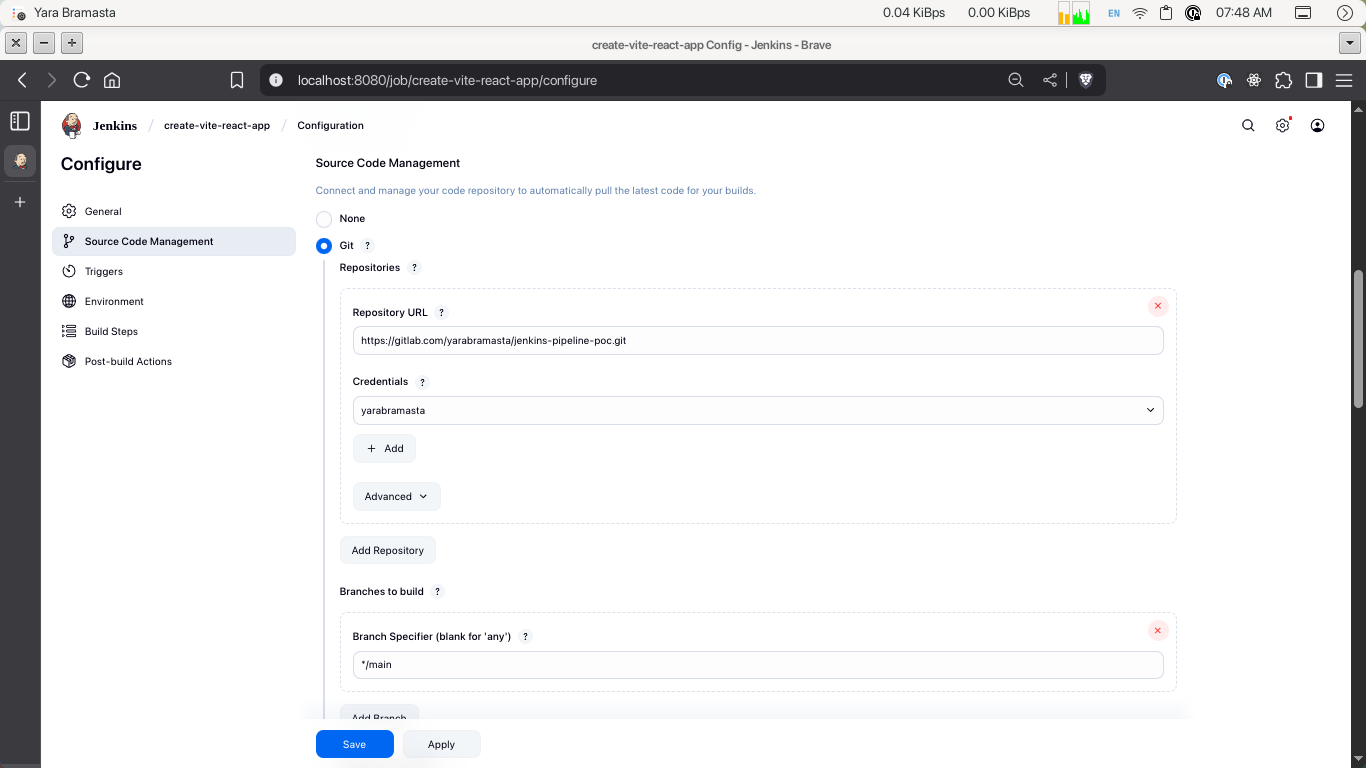 Yara Bramasta
0.04 KiBps
0.00 KiBps
EN
07:48 AM
create-vite-react-app Config - Jenkins - Brave
localhost:8080/job/create-vite-react-app/configure
Jenkins / create-vite-react-app / Configuration
Configure
General
Source Code Management
Triggers
Environment
Build Steps
Post-build Actions
Source Code Management
Connect and manage your code repository to automatically pull the latest code for your builds.
None
Git ?
Repositories ?
Repository URL ?
https://gitlab.com/yarabramasta/jenkins-pipeline-poc.git
Credentials ?
yarabramasta
+ Add
Advanced
Add Repository
Branches to build ?
Branch Specifier (blank for 'any') ?
*/main
Add Branch
Save
Apply